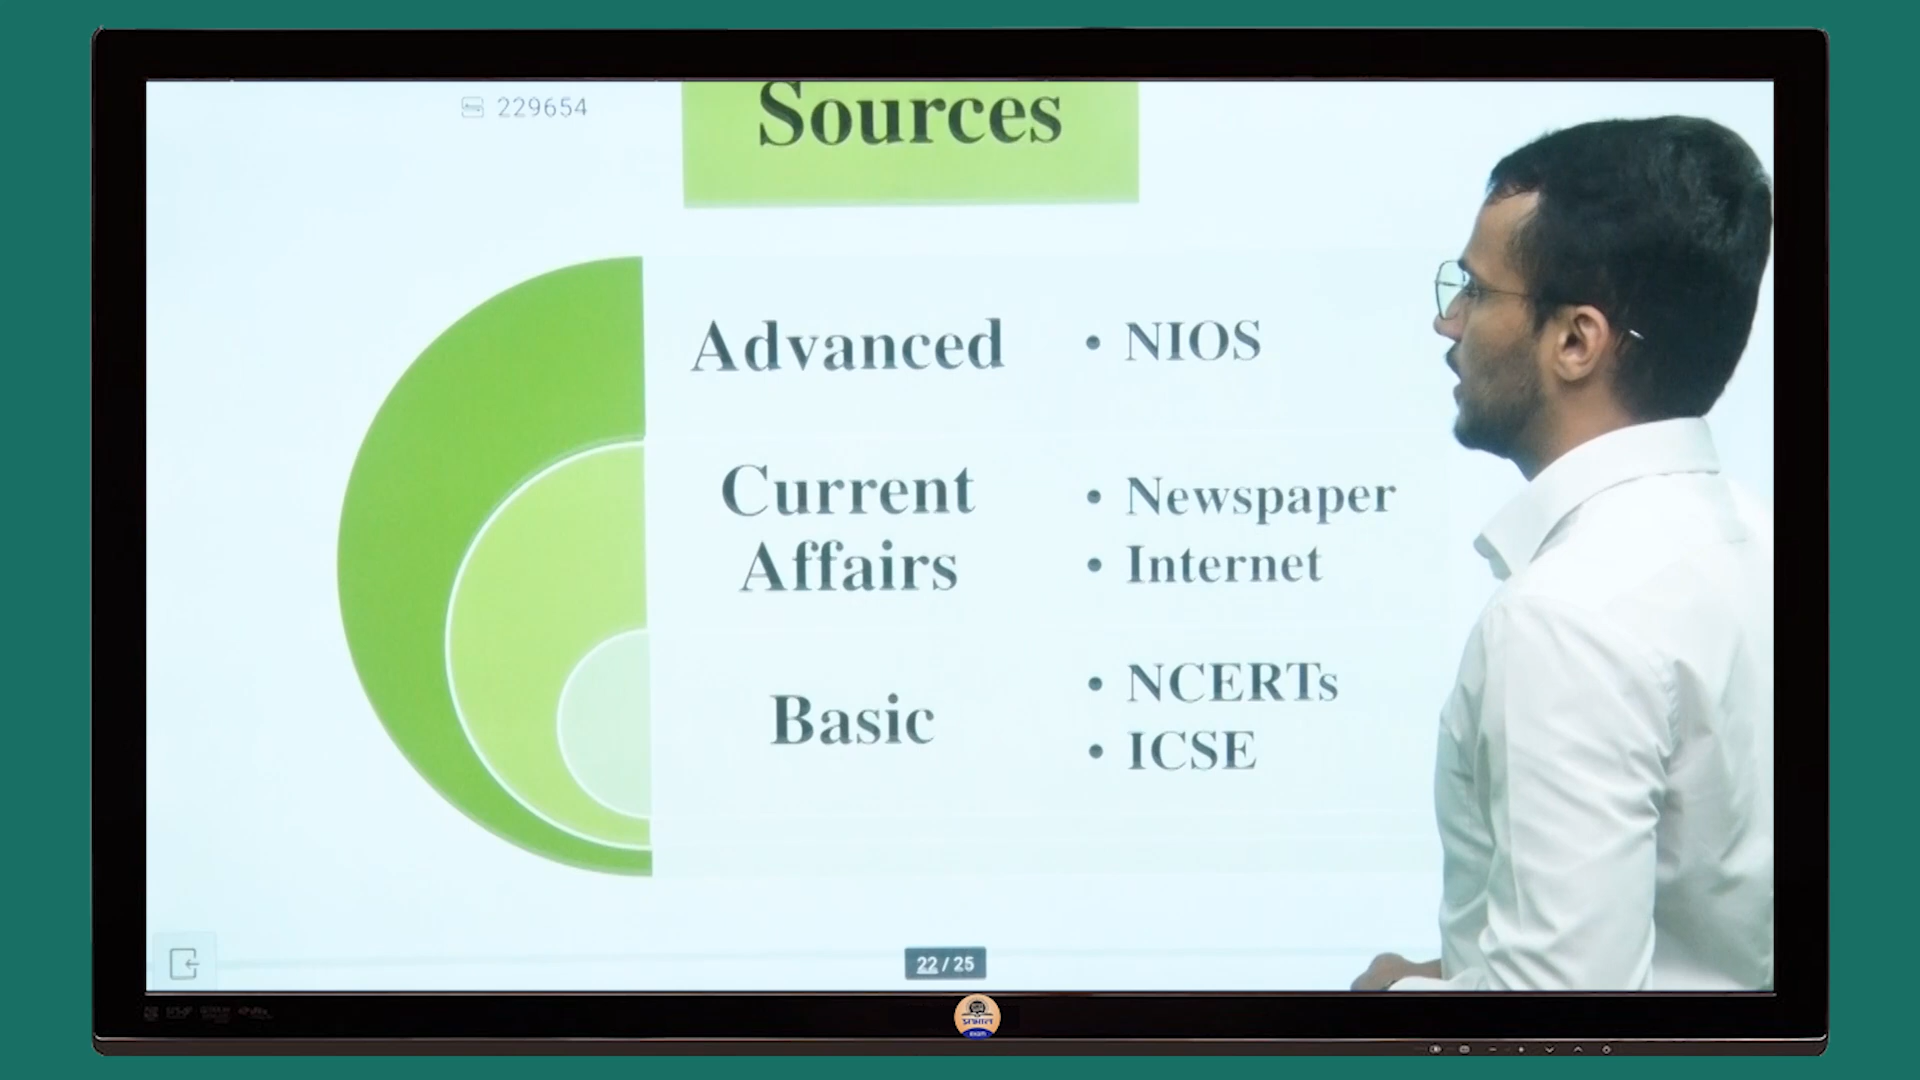 229654
Sources
Advanced
• NIOS
Current
Affairs
• Newspaper
• Internet
Basic
• NCERTs
• ICSE
22 / 25